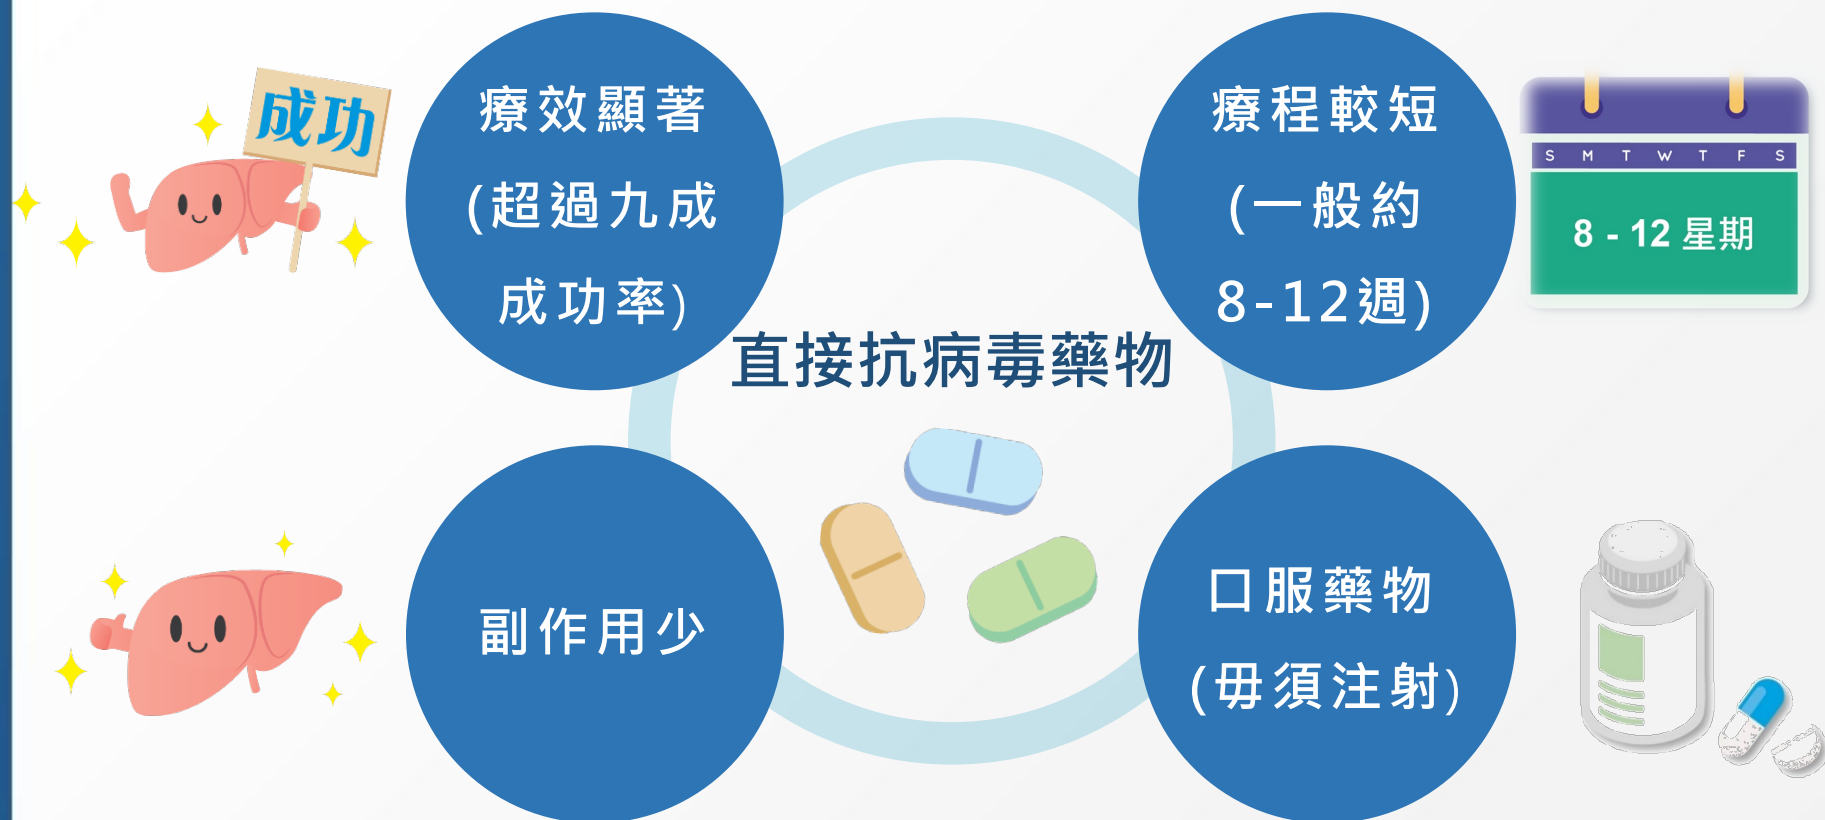 成功
療效顯著
(超過九成
成功率)
療程較短
(一般約
8-12週)
S M T W T F S
8 - 12 星期
直接抗病毒藥物
副作用少
口服藥物
(毋須注射)